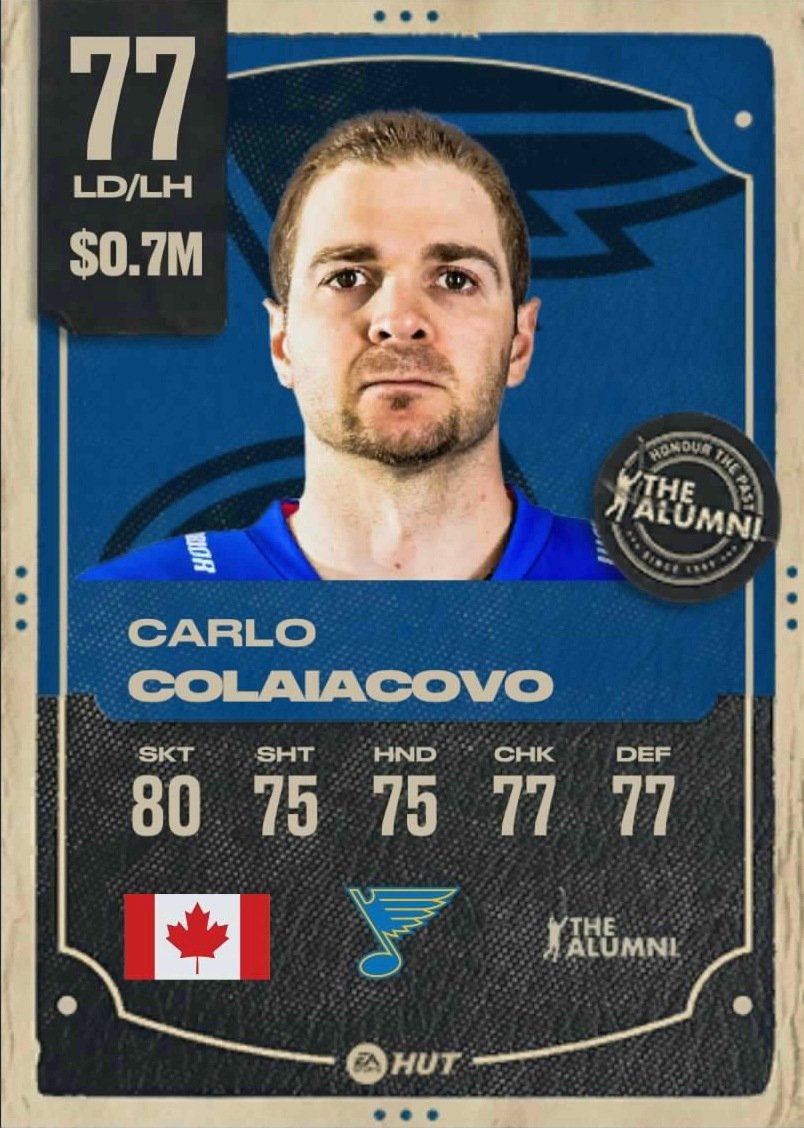 77
LD/LH
$0.7M
HONOUR THE PAST
THE
ALUMNI
CARLO
COLAIACOVO
SKT SHT HND CHK DEF
80 75 75 77 77
THE
ALUMNI
EA
HUT